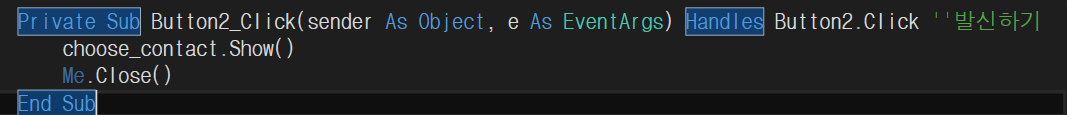 Private Sub Button2_Click(sender As Object, e As EventArgs) Handles Button2.Click ''발신하기
    choose_contact.Show()
    Me.Close()
End Sub